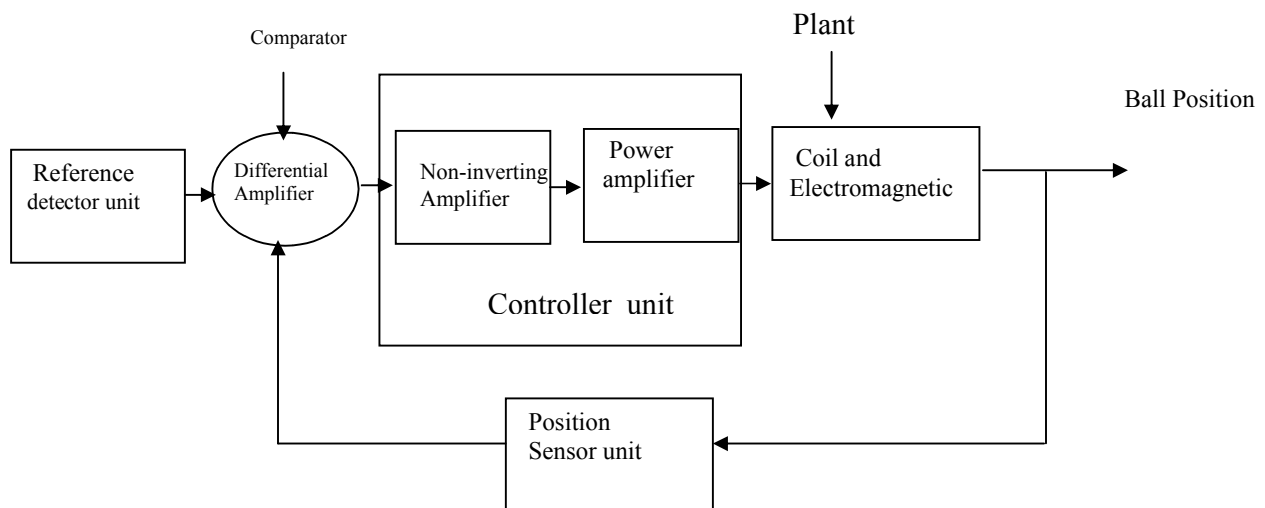 Comparator
Plant
Ball Position
Reference
detector unit
Differential
Amplifier
Non-inverting
Amplifier
Power
amplifier
Coil and
Electromagnetic
Controller unit
Position
Sensor unit